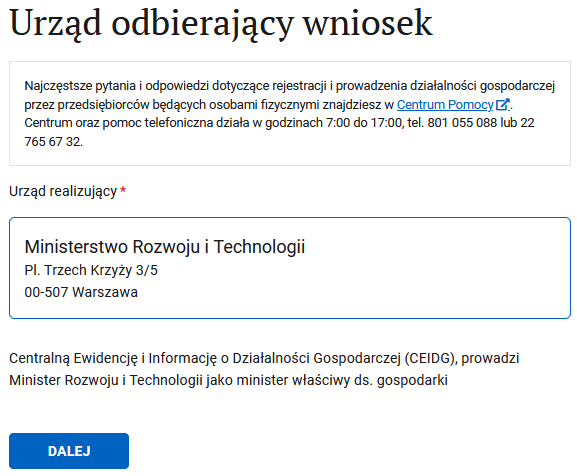 Urząd odbierający wniosek
Najczęstsze pytania i odpowiedzi dotyczące rejestracji i prowadzenia działalności gospodarczej
przez przedsiębiorców będących osobami fizycznymi znajdziesz w Centrum Pomocy.
Centrum oraz pomoc telefoniczna działa w godzinach 7:00 do 17:00, tel. 801 055 088 lub 22
765 67 32.
Urząd realizujący *
Ministerstwo Rozwoju i Technologii
Pl. Trzech Krzyży 3/5
00-507 Warszawa
Centralną Ewidencję i Informację o Działalności Gospodarczej (CEIDG), prowadzi
Minister Rozwoju i Technologii jako minister właściwy ds. gospodarki
DALEJ